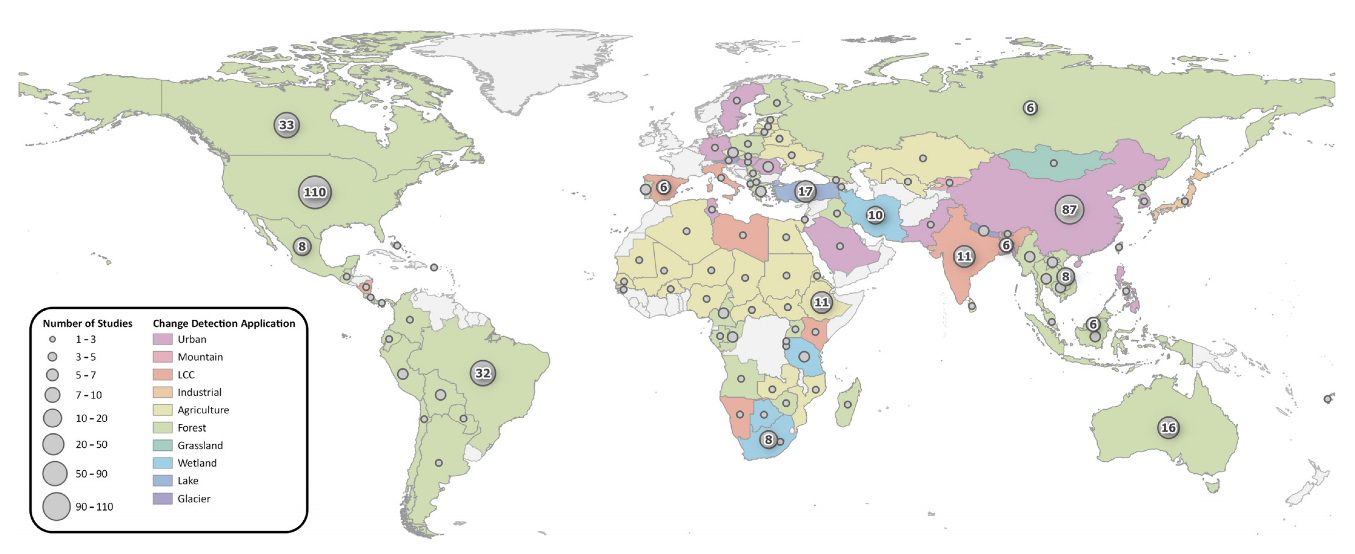 6
33
6
17
110
87
10
8
11
6
8
11
6
Number of Studies
Change Detection Application
1 – 3
Urban
3 – 5
Mountain
5 – 7
LCC
7 – 10
Industrial
10 – 20
Agriculture
20 – 50
Forest
50 – 90
Grassland
90 – 110
Wetland
Lake
Glacier
32
16
8